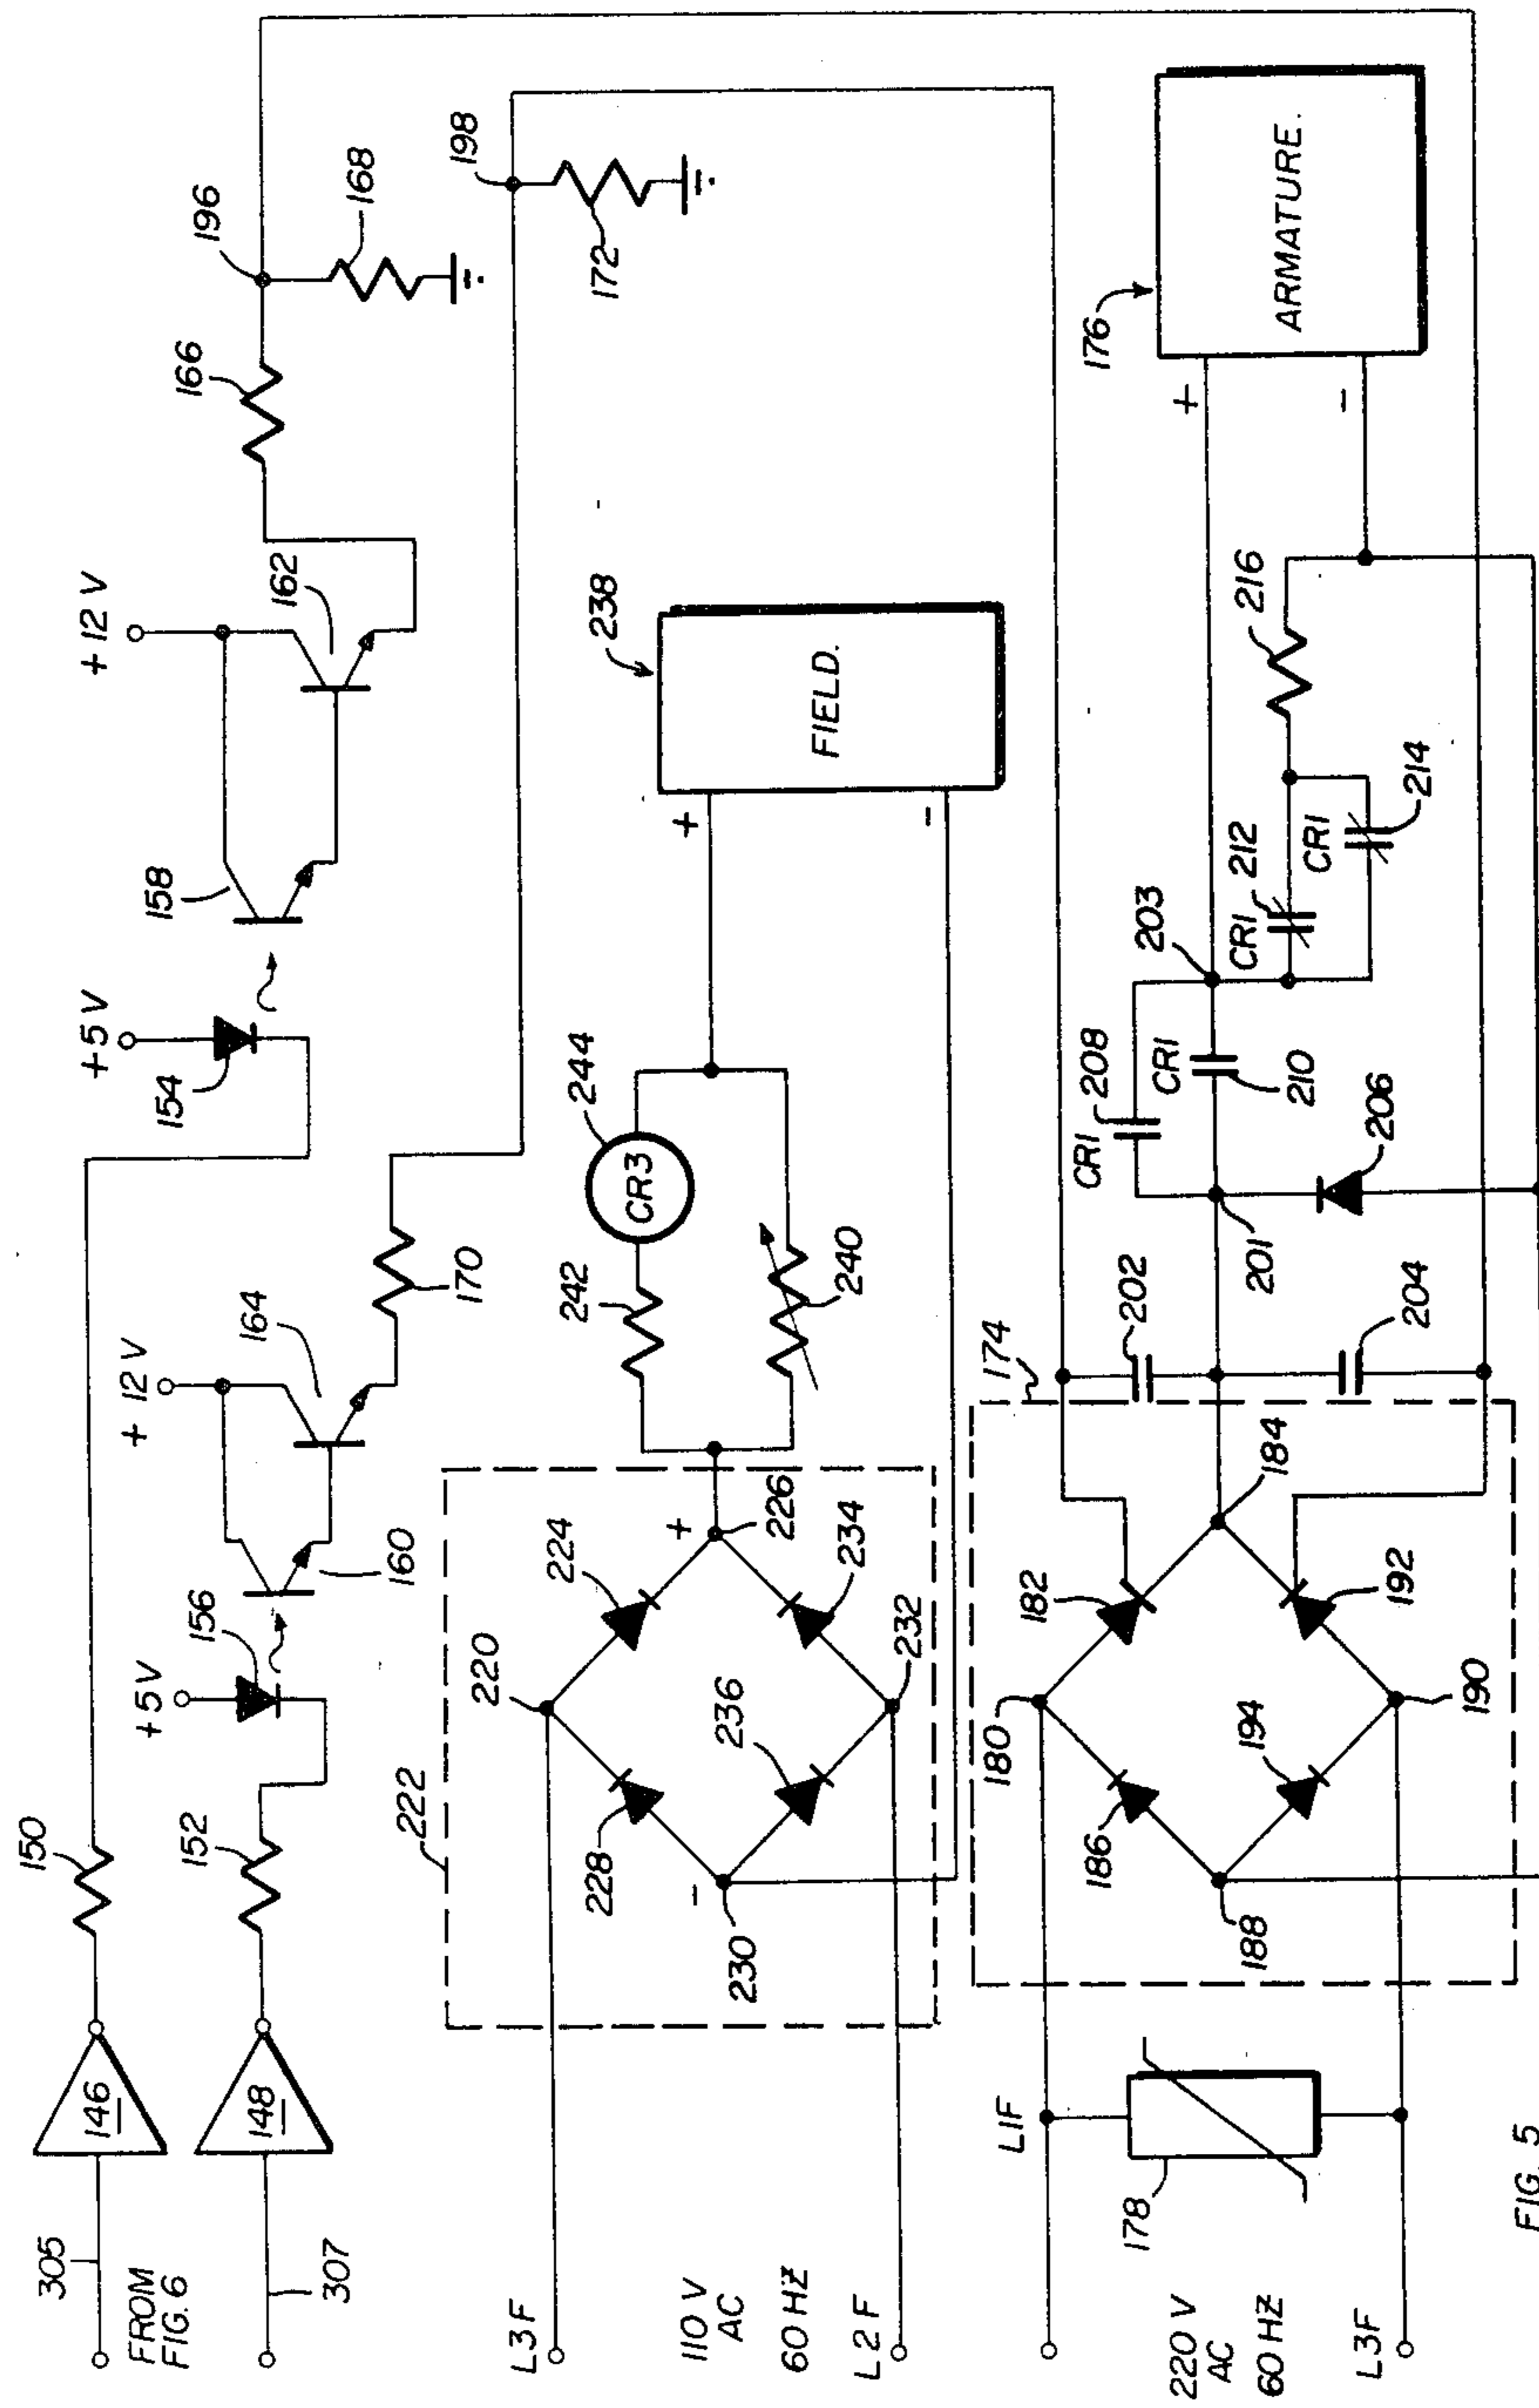 305
FROM
FIG. 6
307
146
148
150
152
+5V
156
160
+12V
164
170
+5V
154
158
+12V
162
166
196
168
198
172
L3F
110 V
AC
60 HZ
L2F
222
220
224
228
+
226
-
230
236
234
232
242
CR3
244
240
+
-
FIELD.
238
220 V
AC
60 HZ
L3F
L1F
178
180
182
186
184
188
194
192
190
174
202
204
201
206
CR1
208
CR1
210
203
CR1
212
CR1
214
216
+
-
176
ARMATURE.
FIG. 5